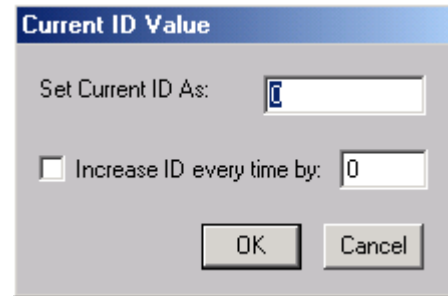 Current ID Value
Set Current ID As: 0
Increase ID every time by: 0
OK Cancel